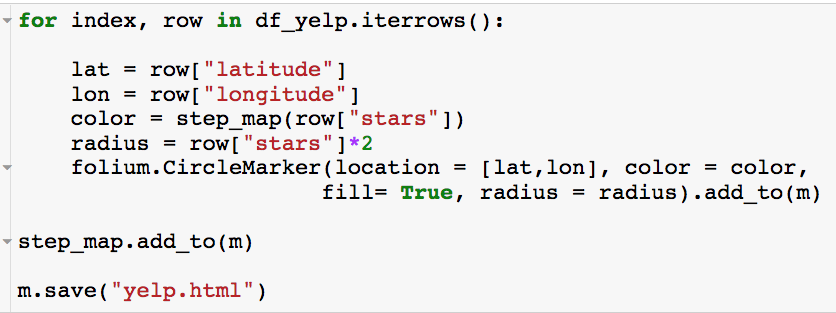 for index, row in df_yelp.iterrows():
lat = row["latitude"]
lon = row["longitude"]
color = step_map(row["stars"])
radius = row["stars"]*2
folium.CircleMarker(location = [lat,lon], color = color,
fill= True, radius = radius).add_to(m)
step_map.add_to(m)
m.save("yelp.html")